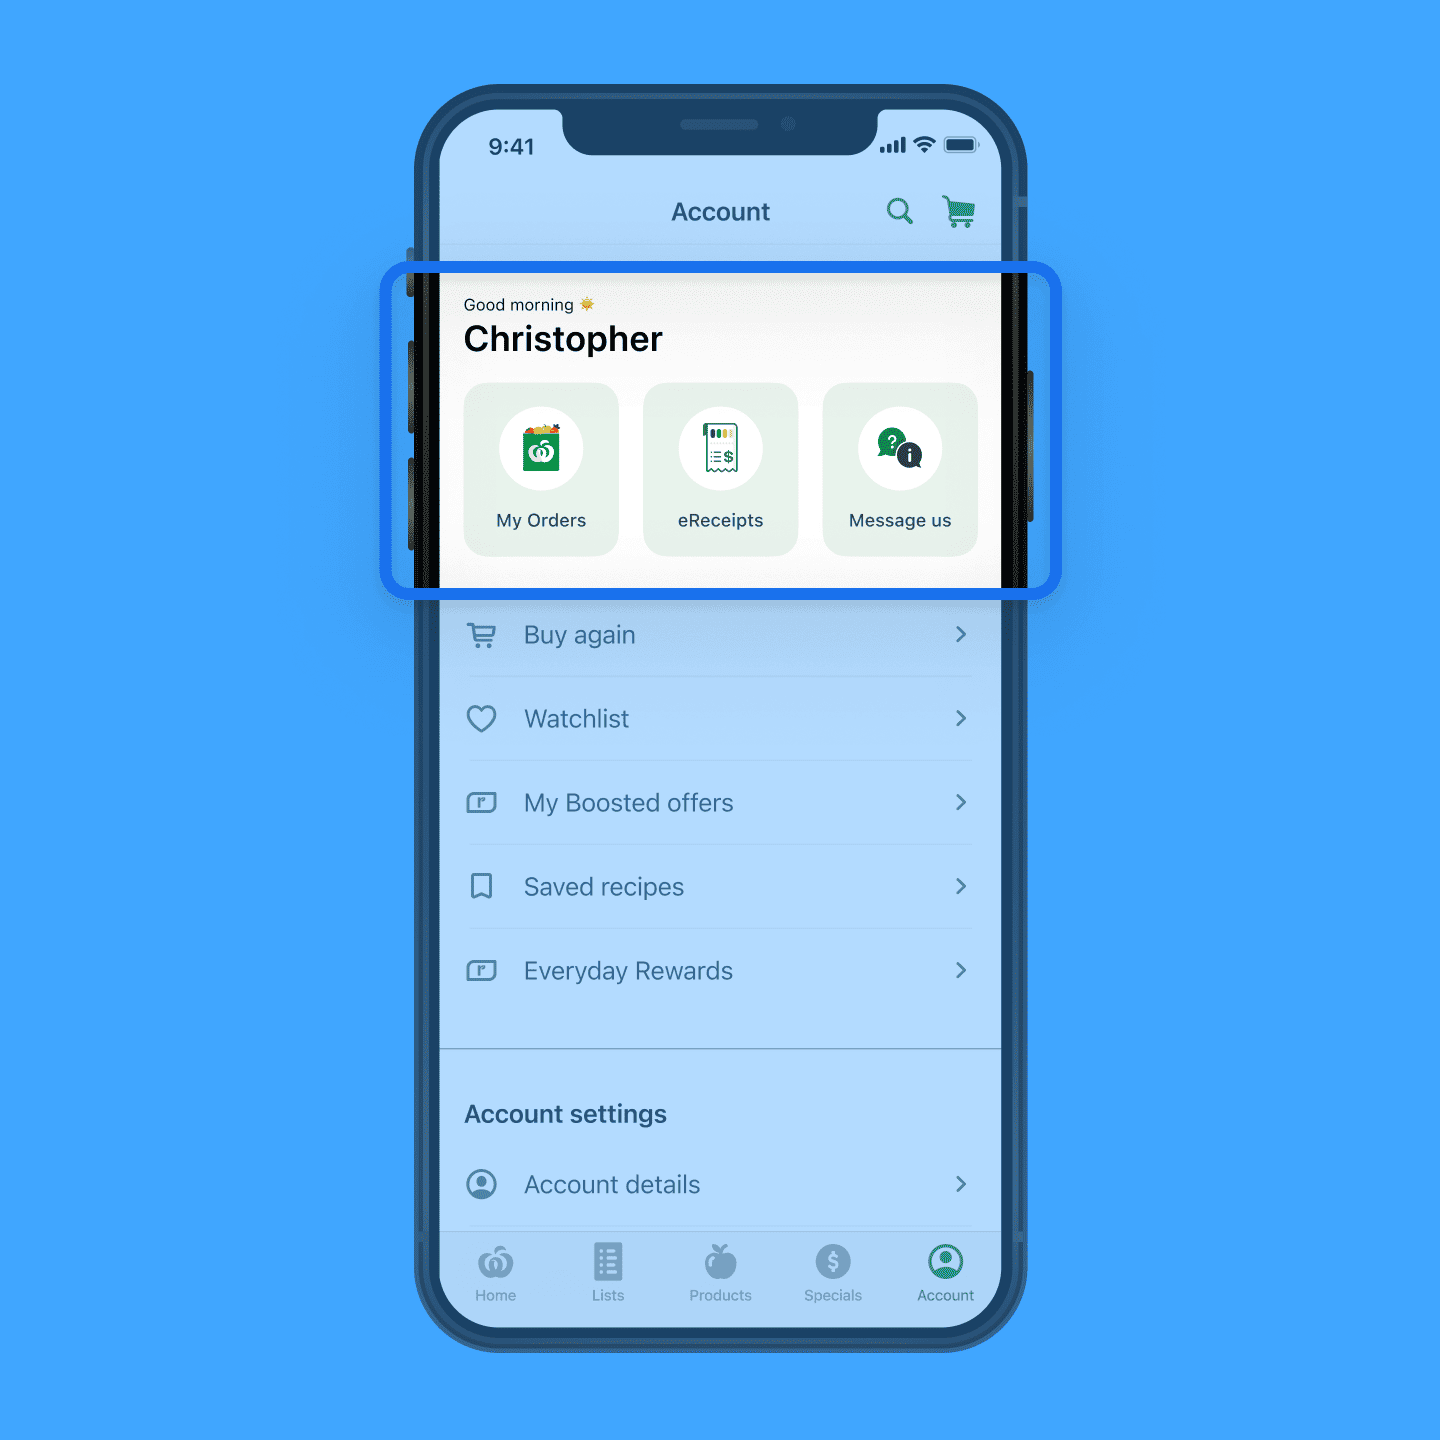 9:41
Account
Good morning
Christopher
My Orders
eReceipts
Message us
Buy again
Watchlist
My Boosted offers
Saved recipes
Everyday Rewards
Account settings
Account details
Home
Lists
Products
Specials
Account